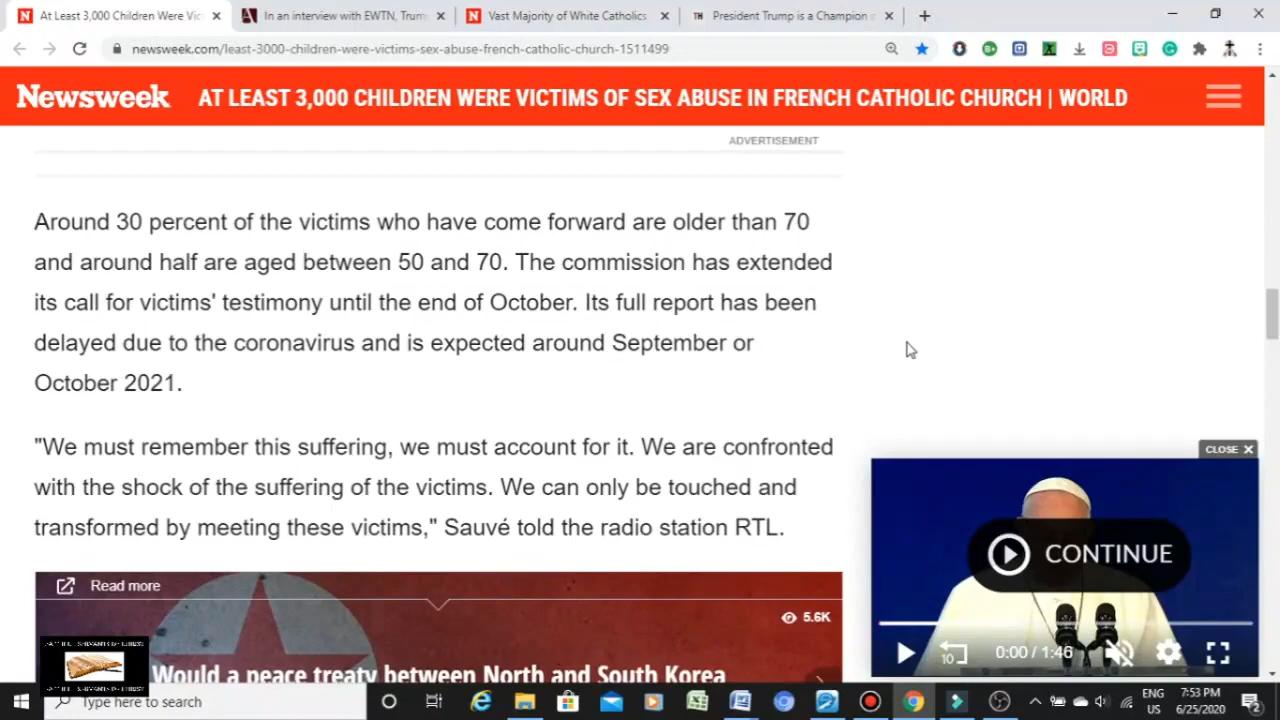 At Least 3,000 Children Were Vic
In an interview with EWTN, Trum
Vast Majority of White Catholics
TH President Trump is a Champion
newsweek.com/least-3000-children-were-victims-sex-abuse-french-catholic-church-1511499
Newsweek AT LEAST 3,000 CHILDREN WERE VICTIMS OF SEX ABUSE IN FRENCH CATHOLIC CHURCH | WORLD
ADVERTISEMENT
Around 30 percent of the victims who have come forward are older than 70
and around half are aged between 50 and 70. The commission has extended
its call for victims' testimony until the end of October. Its full report has been
delayed due to the coronavirus and is expected around September or
October 2021.
"We must remember this suffering, we must account for it. We are confronted
with the shock of the suffering of the victims. We can only be touched and
transformed by meeting these victims," Sauvé told the radio station RTL.
CLOSE
CONTINUE
10
0:00 / 1:46
Read more
5.6K
Would a peace treaty between North and South Korea
Type here to search
ENG
US
7:53 PM
6/25/2020
2